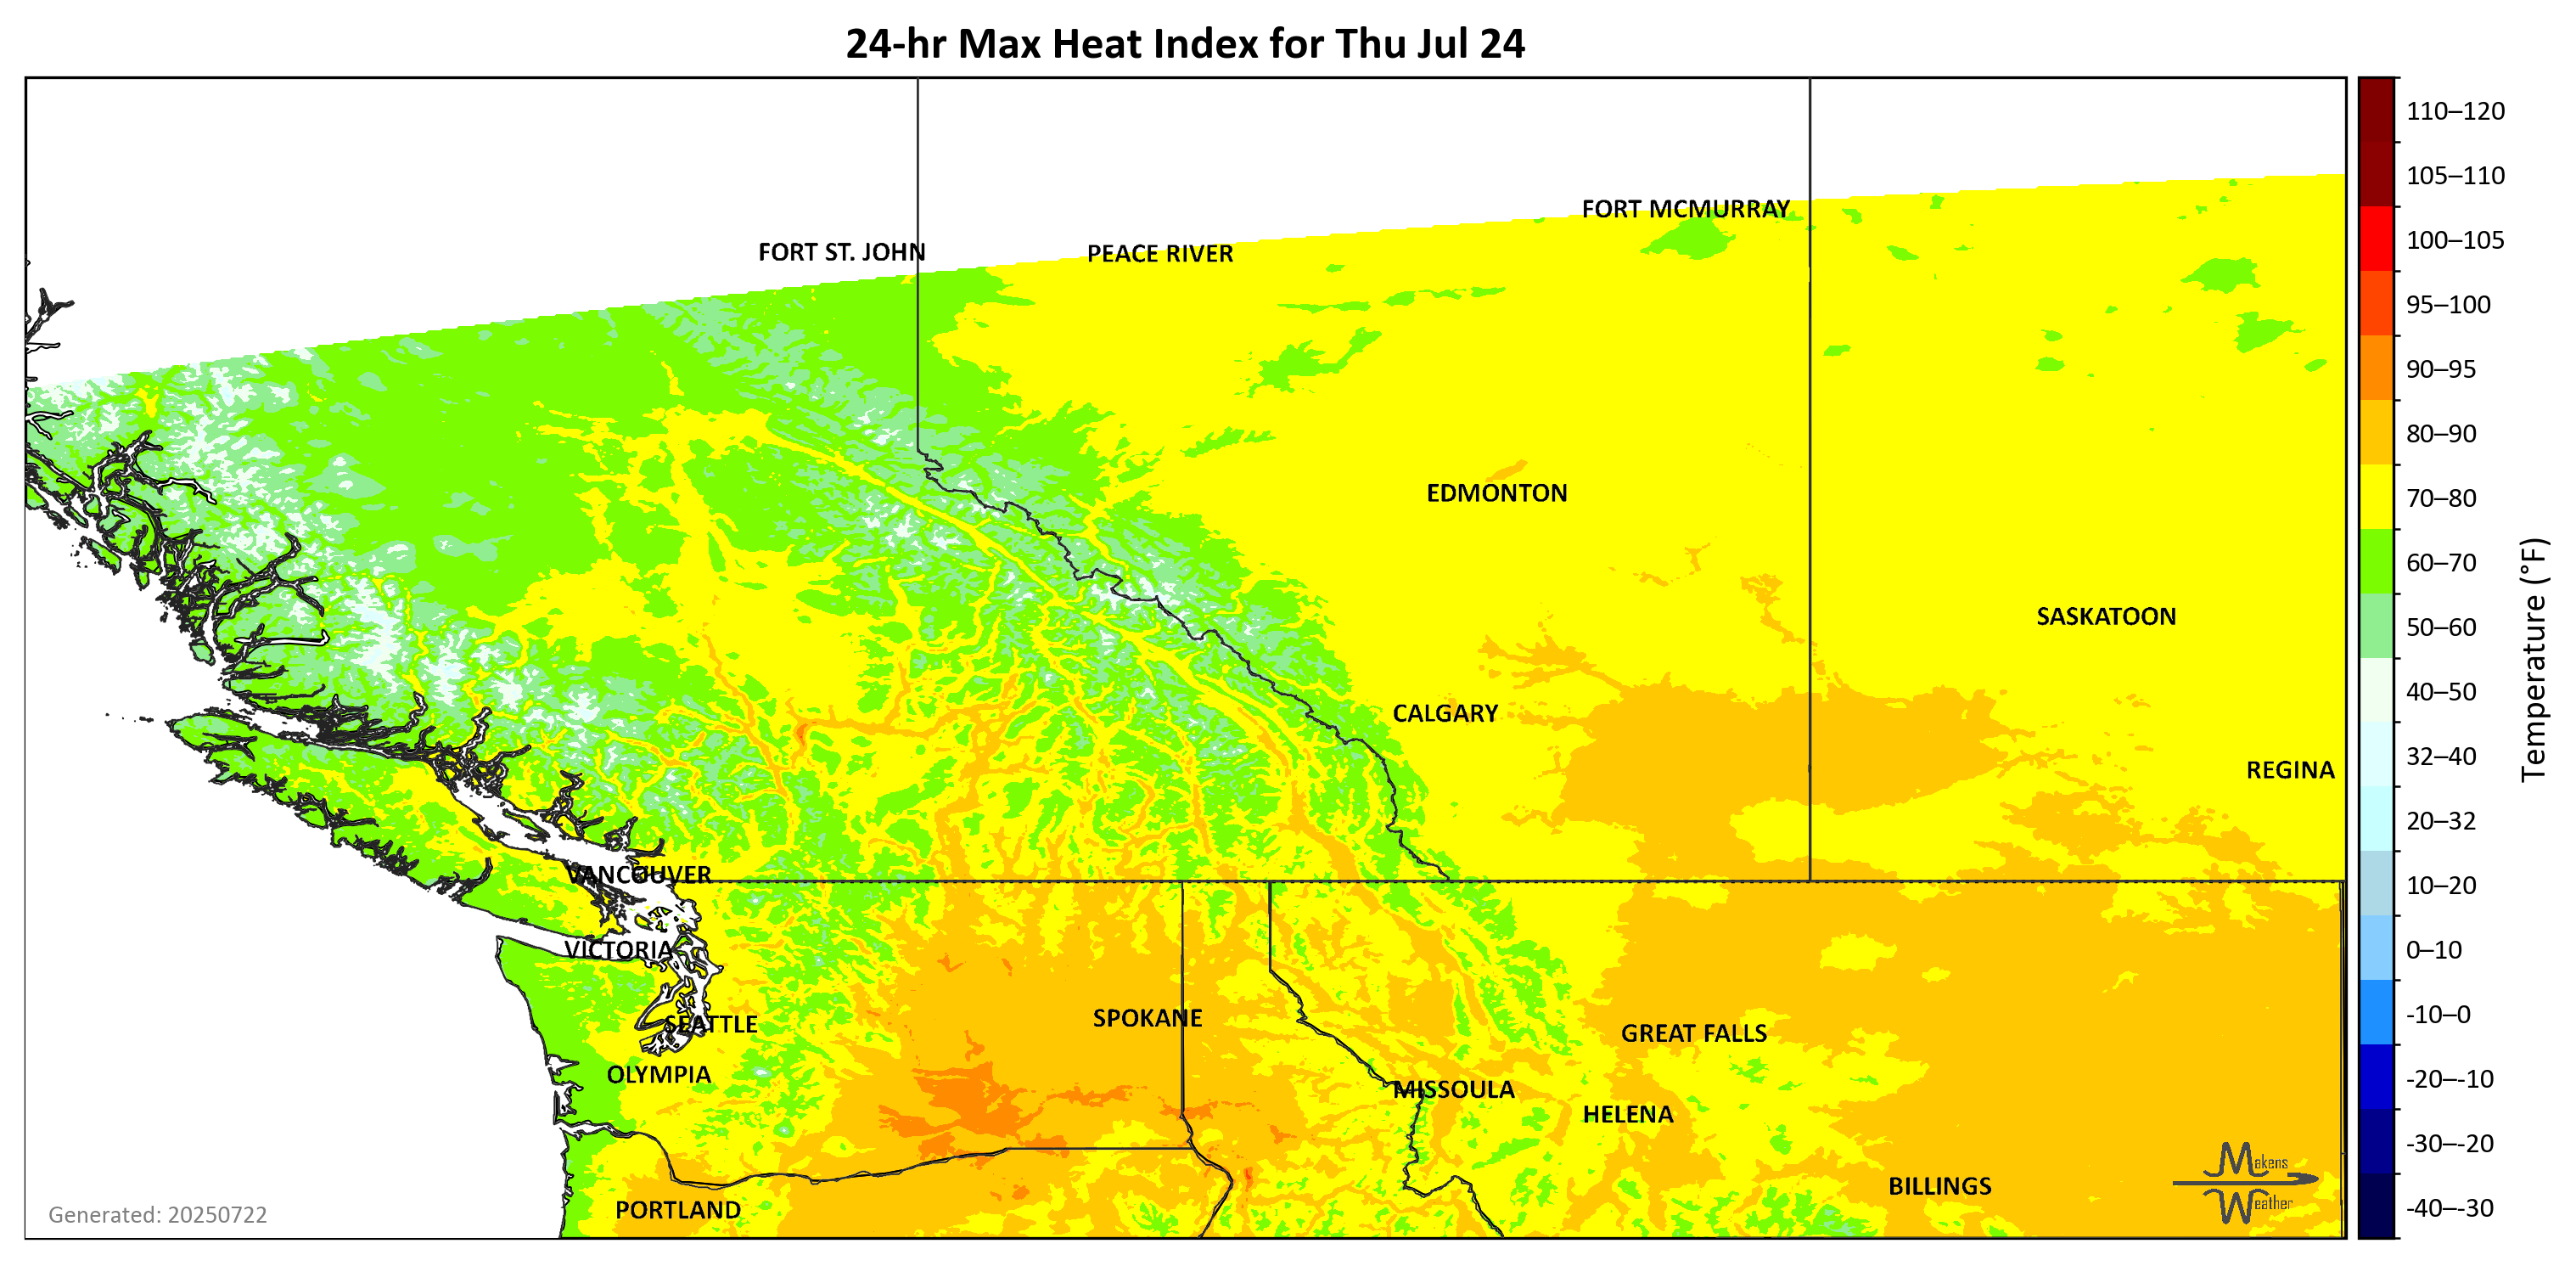 24-hr Max Heat Index for Thu Jul 24
FORT MCMURRAY
FORT ST. JOHN
PEACE RIVER
EDMONTON
SASKATOON
CALGARY
REGINA
VANCOUVER
VICTORIA
SEATTLE
SPOKANE
GREAT FALLS
OLYMPIA
MISSOULA
HELENA
BILLINGS
PORTLAND
Makens
Weather
Generated: 20250722
110–120
105–110
100–105
95–100
90–95
80–90
70–80
60–70
50–60
40–50
32–40
20–32
10–20
0–10
-10–0
-20–-10
-30–-20
-40–-30
Temperature (°F)